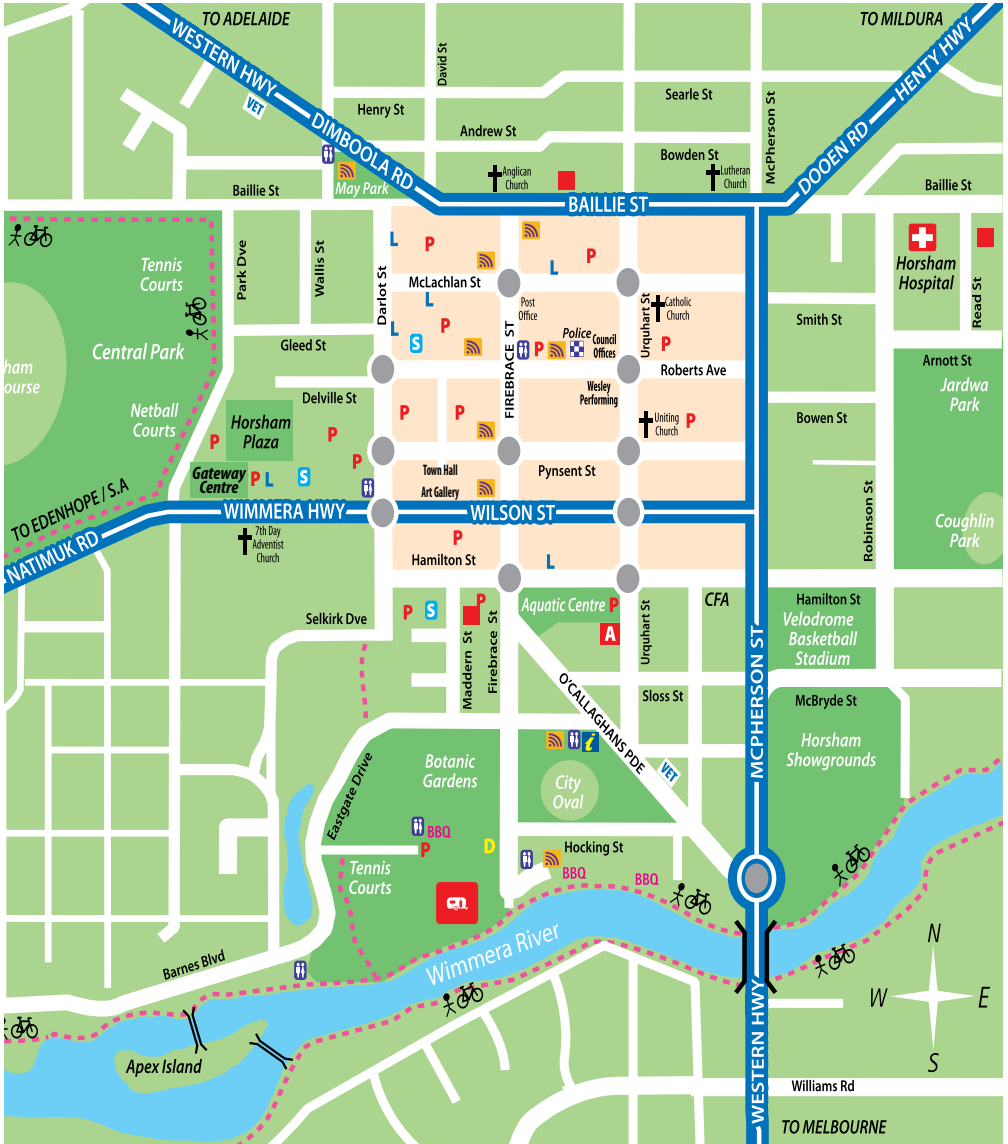 TO ADELAIDE
TO MILDURA
WESTERN HWY
HENTY HWY
David St
VET
Henry St
Searle St
McPherson St
DIMBOOLA RD
Andrew St
DOOEN RD
Bowden St
Anglican
Church
Lutheran
Church
Baillie St
May Park
Baillie St
BAILLIE ST
Tennis
Courts
Park Dve
Wallis St
Darlot St
L
P
P
L
McLachlan St
Horsham
Hospital
Read St
L
Post
Office
Urquhart St
Catholic
Church
Smith St
L
P
S
FIREBRACE ST
P
Police
Council
Offices
P
Central Park
Gleed St
ham
ourse
Roberts Ave
Arnott St
Jardwa
Park
Wesley
Performing
Delville St
Netball
Courts
Horsham
Plaza
P
P
P
P
Uniting
Church
P
Bowen St
P
Gateway
Centre
P
L
S
Town Hall
Art Gallery
Pynsent St
TO EDENHOPE / S.A
WIMMERA HWY
WILSON ST
Robinson St
Coughlin
Park
NATIMUK RD
7th Day
Adventist
Church
P
Hamilton St
L
Selkirk Dve
P
S
P
Aquatic Centre
P
A
CFA
Hamilton St
Velodrome
Basketball
Stadium
Maddern St
Firebrace St
Urquhart St
MCPHERSON ST
Sloss St
McBryde St
O'CALLAGHANS PDE
Horsham
Showgrounds
Eastgate Drive
Botanic
Gardens
i
City
Oval
VET
BBQ
P
D
Hocking St
Tennis
Courts
BBQ
BBQ
Wimmera River
Barnes Blvd
N
W
E
S
Apex Island
WESTERN HWY
Williams Rd
TO MELBOURNE